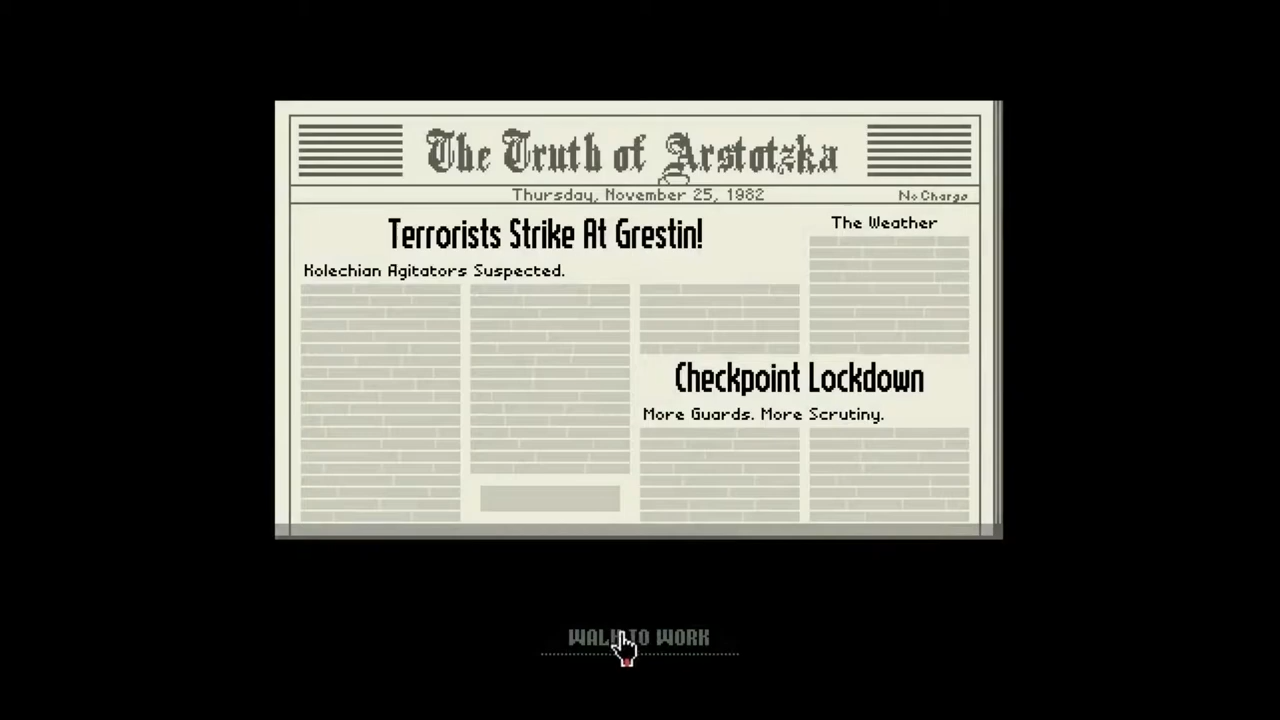 The Truth of Arstotzka
Thursday, November 25, 1982
No Charge
Terrorists Strike At Grestin!
Kolechian Agitators Suspected.
The Weather
Checkpoint Lockdown
More Guards. More Scrutiny.
WALK TO WORK